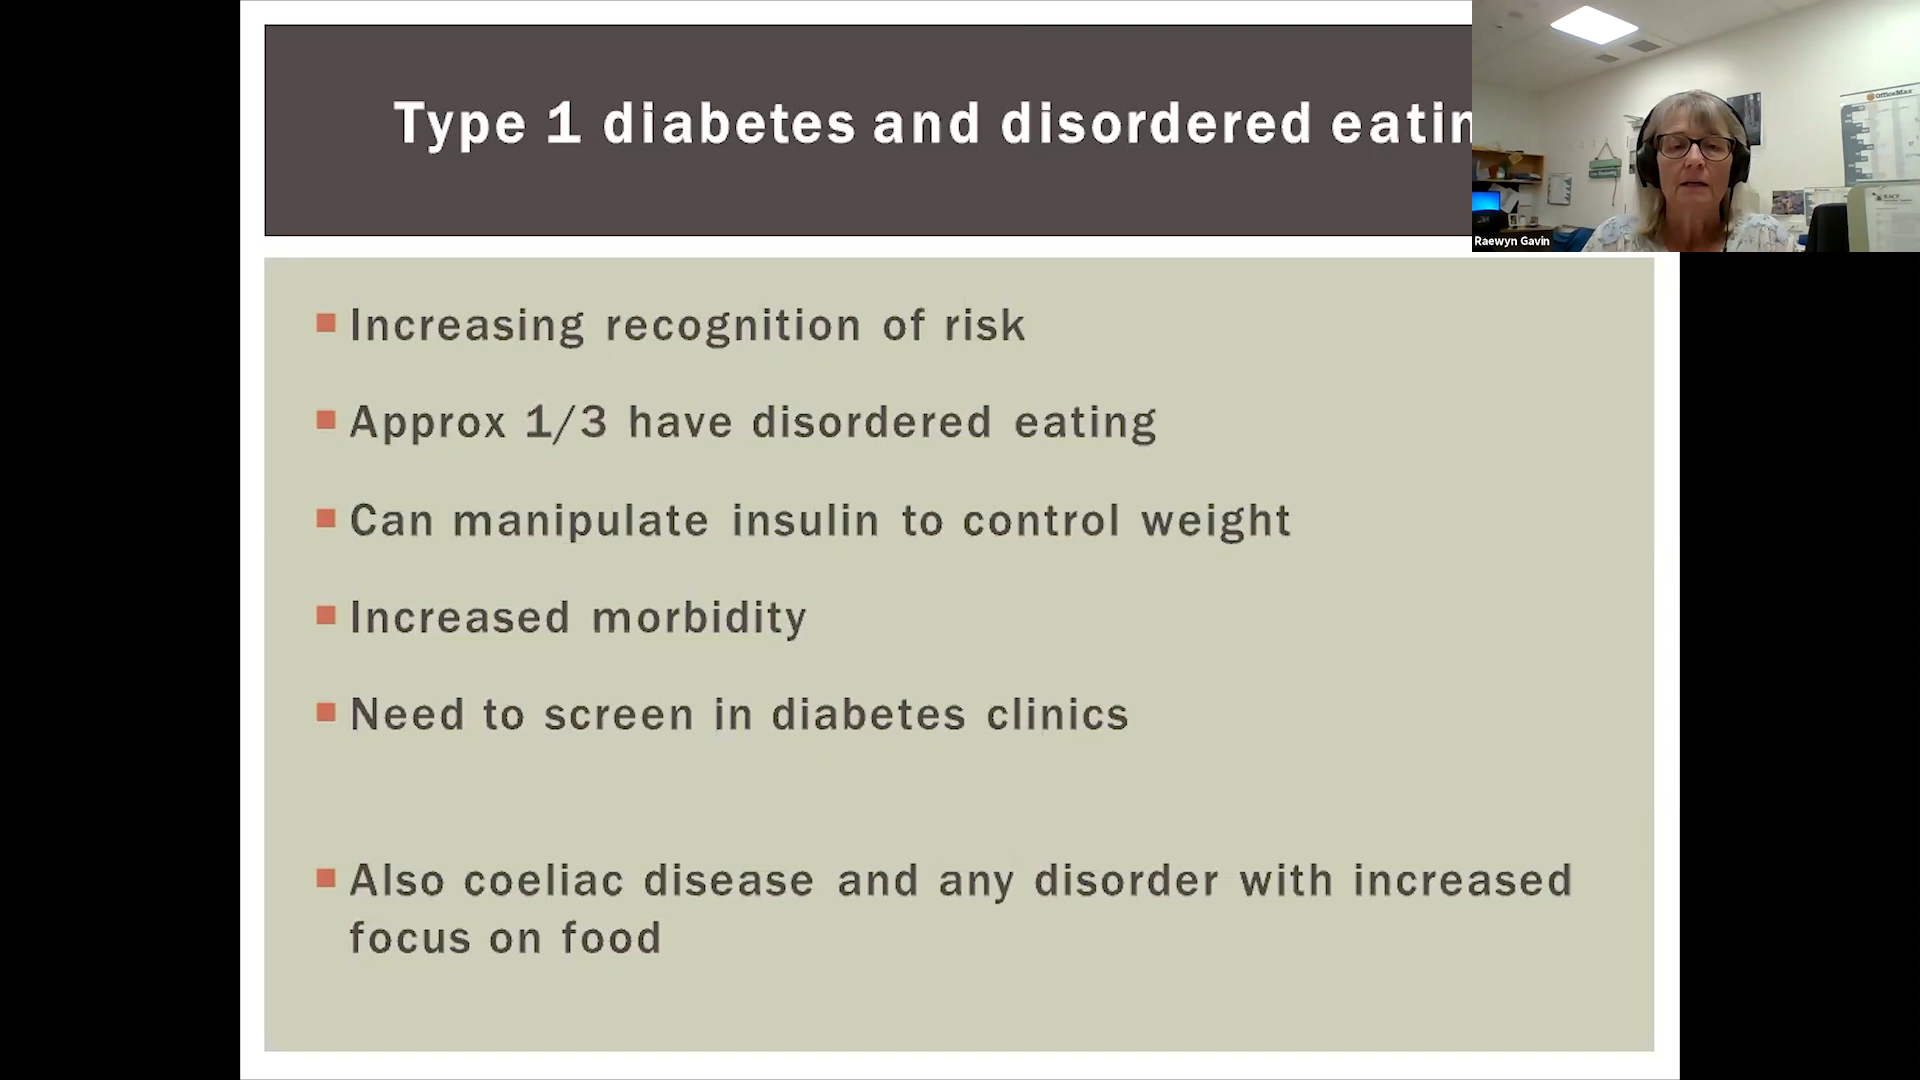 Type 1 diabetes and disordered eatin
OfficeMax
RACP
Raewyn Gavin
Increasing recognition of risk
Approx 1/3 have disordered eating
Can manipulate insulin to control weight
Increased morbidity
Need to screen in diabetes clinics
Also coeliac disease and any disorder with increased
focus on food